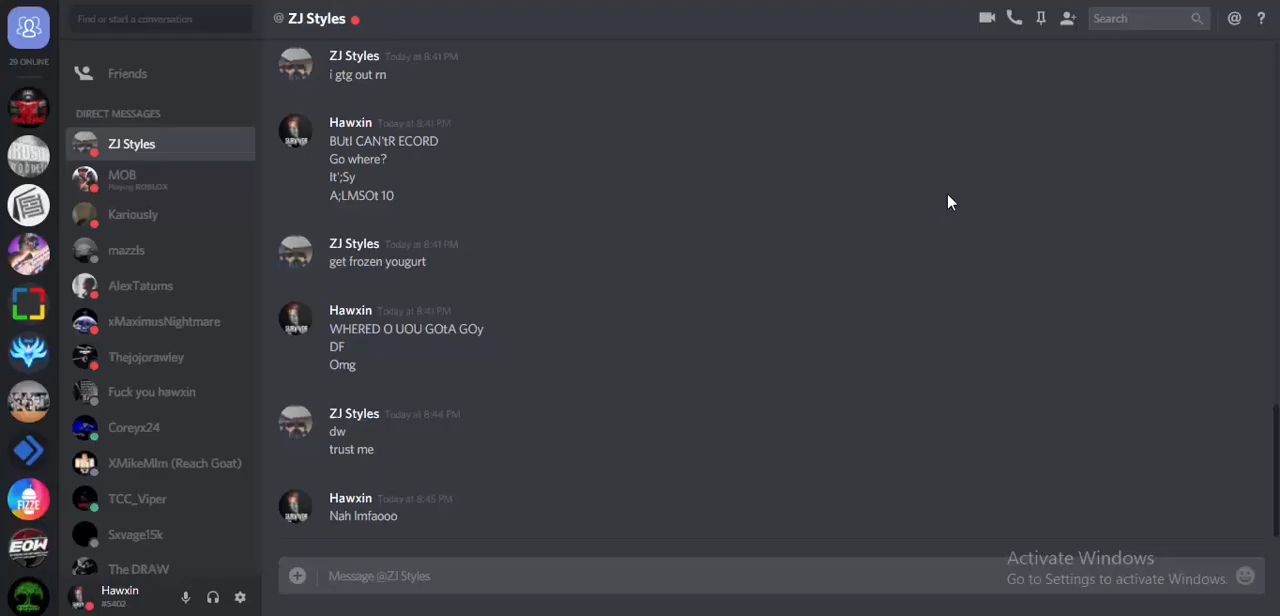 Find or start a conversation
@ ZJ Styles
Search
@
?
29 ONLINE
Friends
DIRECT MESSAGES
ZJ Styles
MOB
Playing ROBLOX
Kariously
mazzls
AlexTatums
xMaximusNightmare
Thejojorawley
Fuck you hawxin
Coreyx24
XMikeMlm (Reach Goat)
TCC_Viper
Sxvage15k
The DRAW
Hawxin
#5402
FIZZE
EOW
ZJ Styles Today at 8:41 PM
i gtg out rn
Hawxin Today at 8:41 PM
BUtI CAN'tR ECORD
Go where?
It';Sy
A;LMSOt 10
ZJ Styles Today at 8:41 PM
get frozen yougurt
Hawxin Today at 8:41 PM
WHERED O UOU GOtA GOy
DF
Omg
ZJ Styles Today at 8:44 PM
dw
trust me
Hawxin Today at 8:45 PM
Nah lmfaooo
Message @ZJ Styles
Activate Windows
Go to Settings to activate Windows.